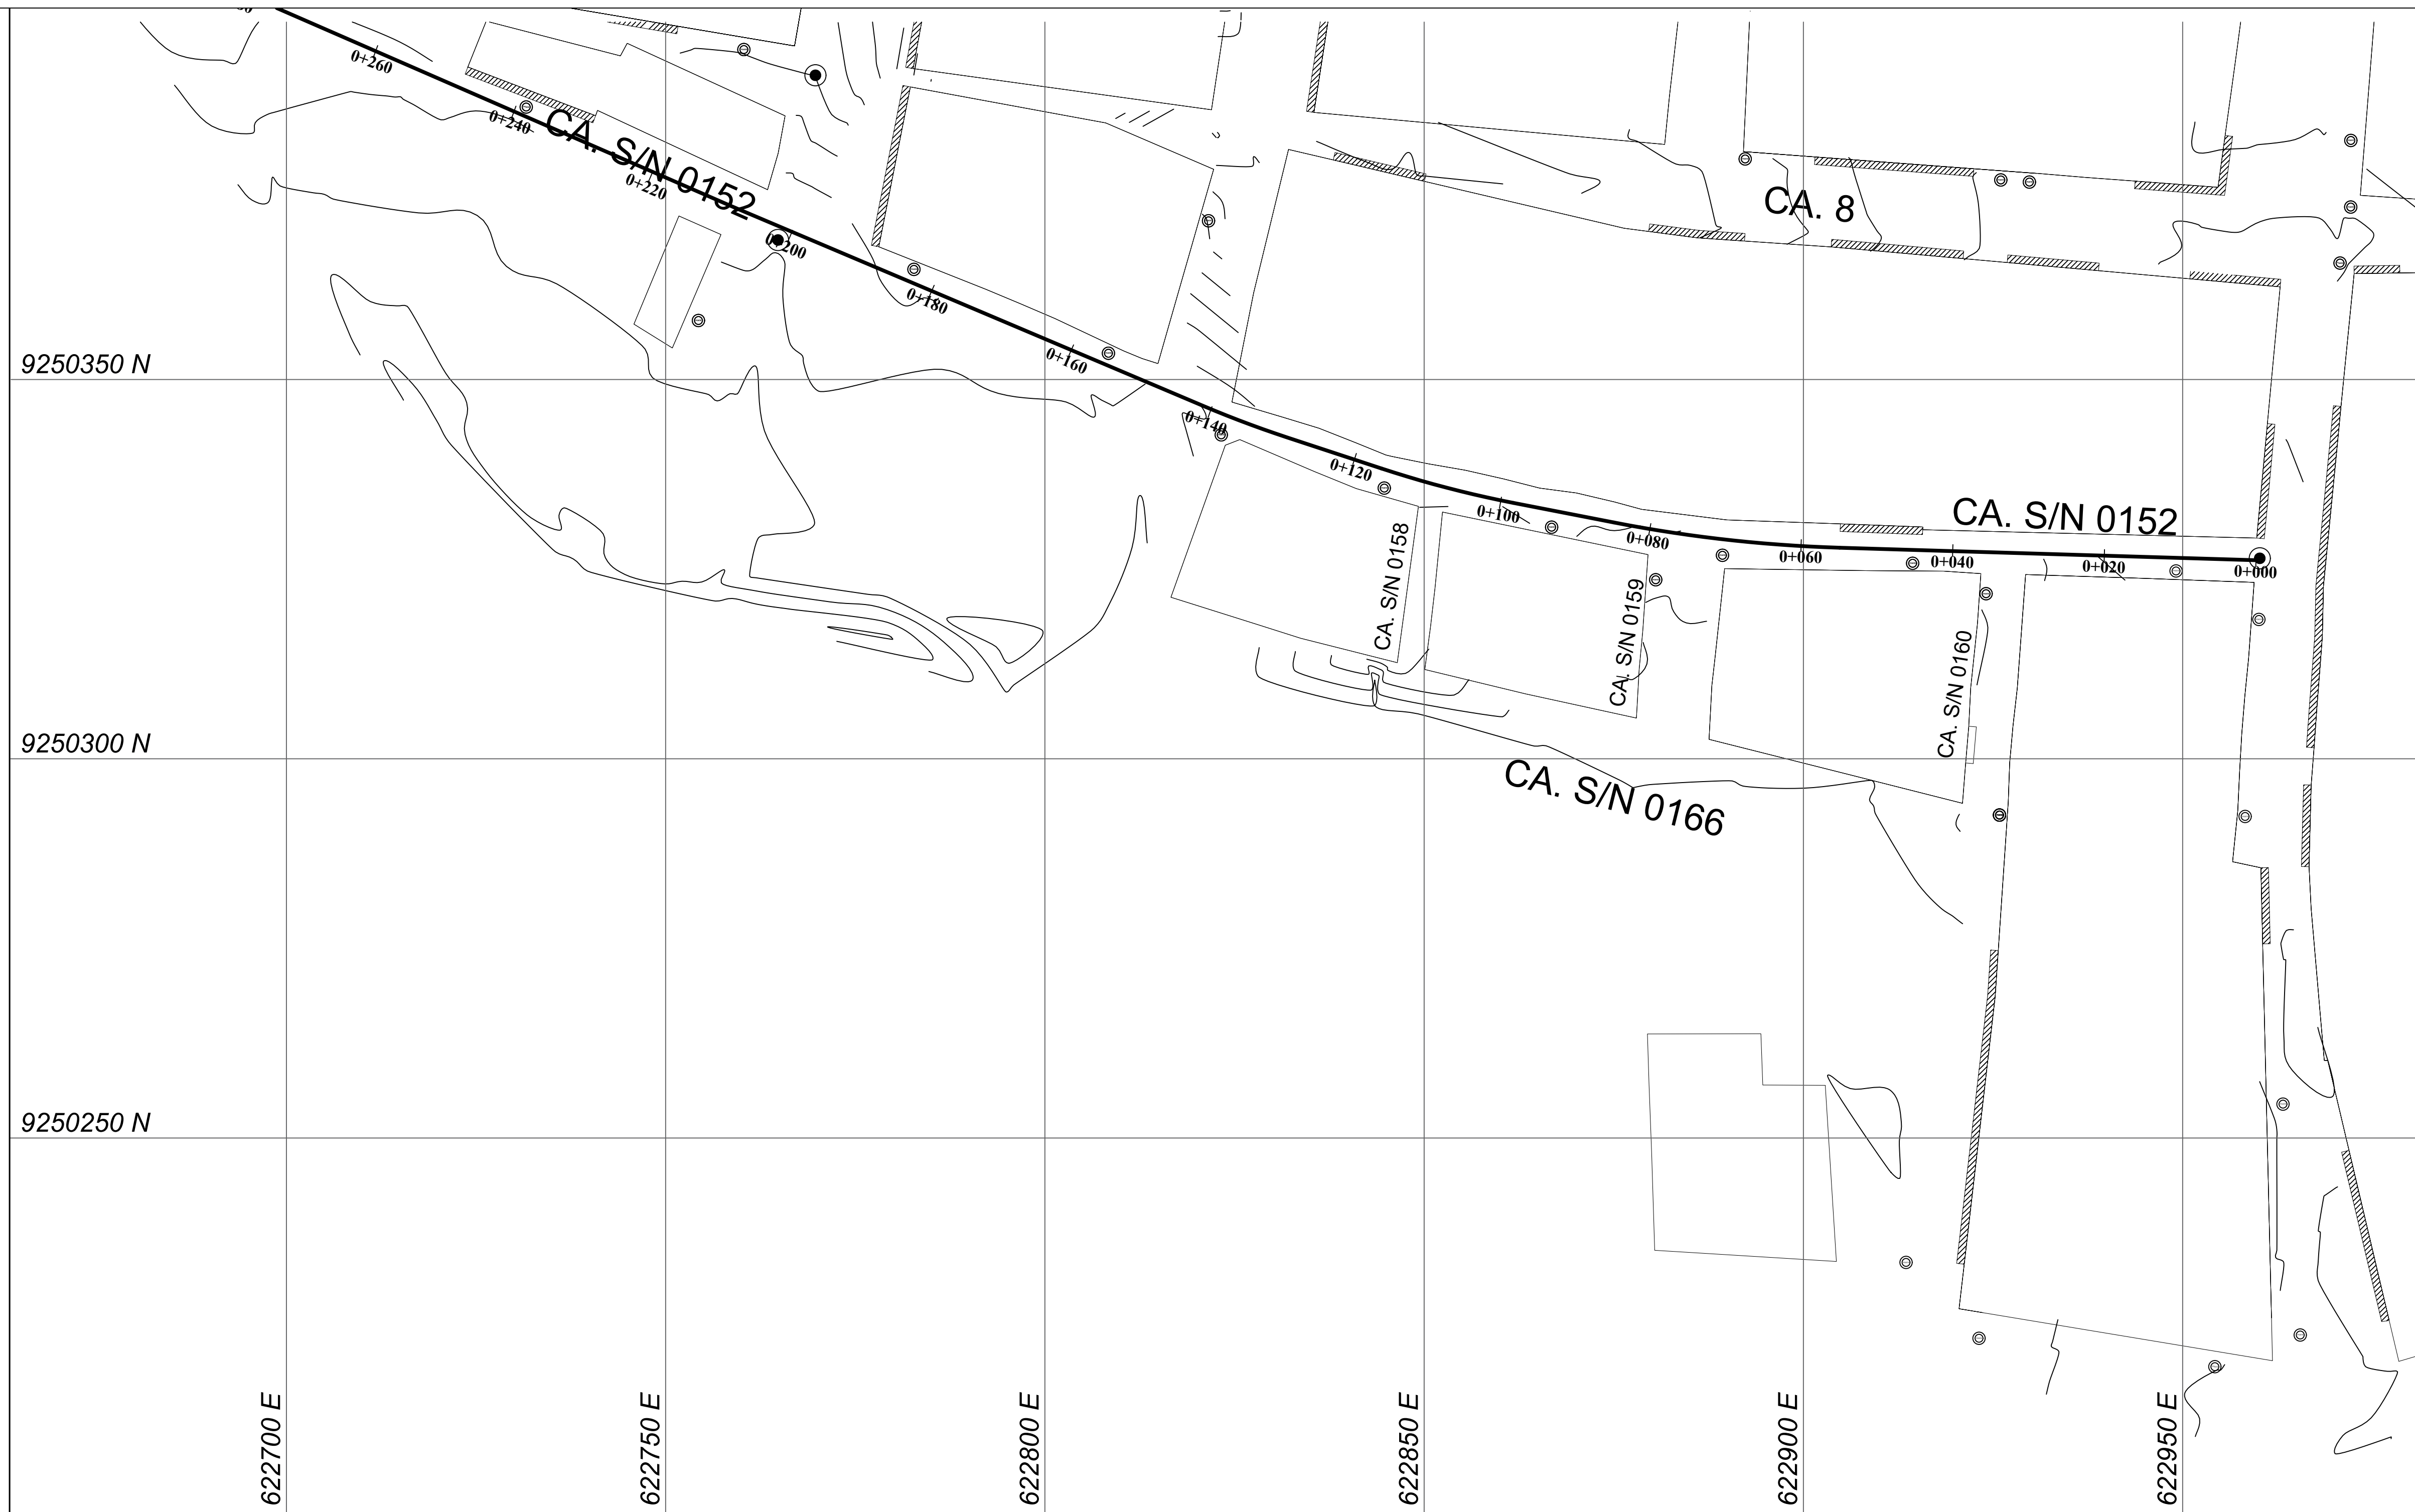 0+260
0+240
CA. S/N 0152
0+220
0+200
0+180
0+160
0+140
0+120
0+100
0+080
0+060
0+040
0+020
0+000
CA. 8
CA. S/N 0152
9250350 N
CA. S/N 0158
CA. S/N 0159
CA. S/N 0160
9250300 N
CA. S/N 0166
9250250 N
622700 E
622750 E
622800 E
622850 E
622900 E
622950 E